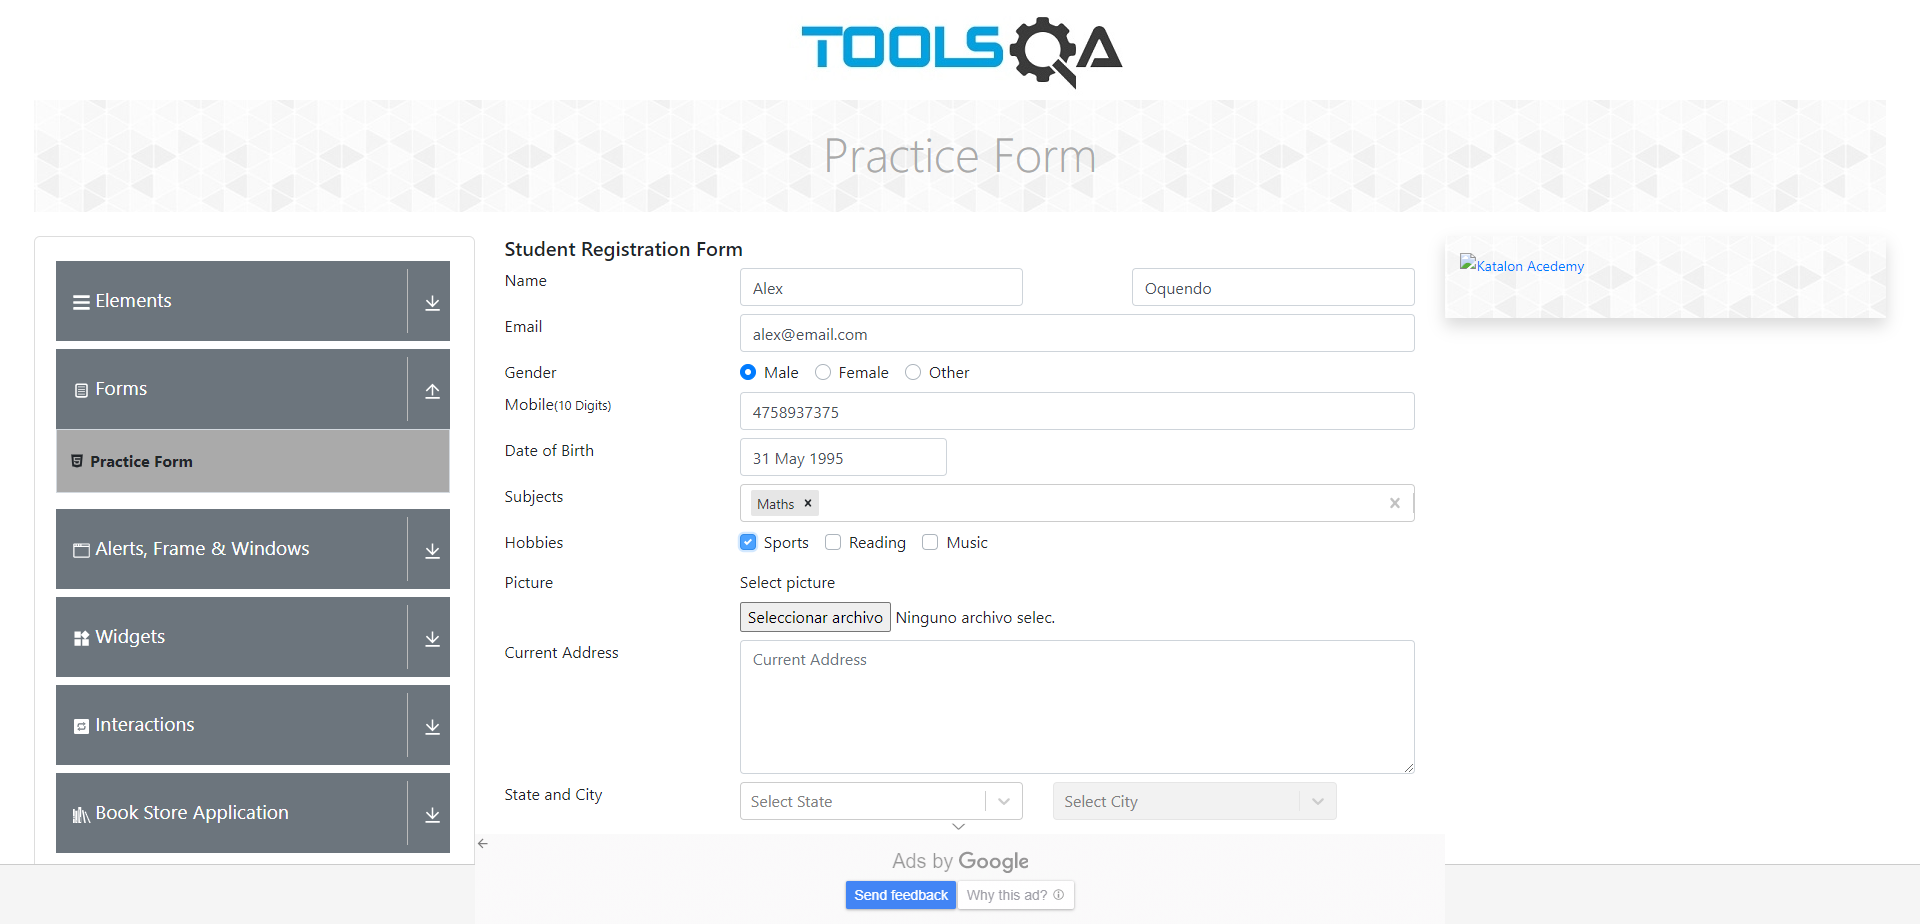 TOOLSQA
Practice Form
Elements
Forms
Practice Form
Alerts, Frame & Windows
Widgets
Interactions
Book Store Application
Student Registration Form
Name Alex Oquendo
Email alex@email.com
Gender Male Female Other
Mobile(10 Digits) 4758937375
Date of Birth 31 May 1995
Subjects Maths
Hobbies Sports Reading Music
Picture Select picture
Seleccionar archivo Ninguno archivo selec.
Current Address Current Address
State and City Select State Select City
Katalon Acedemy
Ads by Google
Send feedback Why this ad?